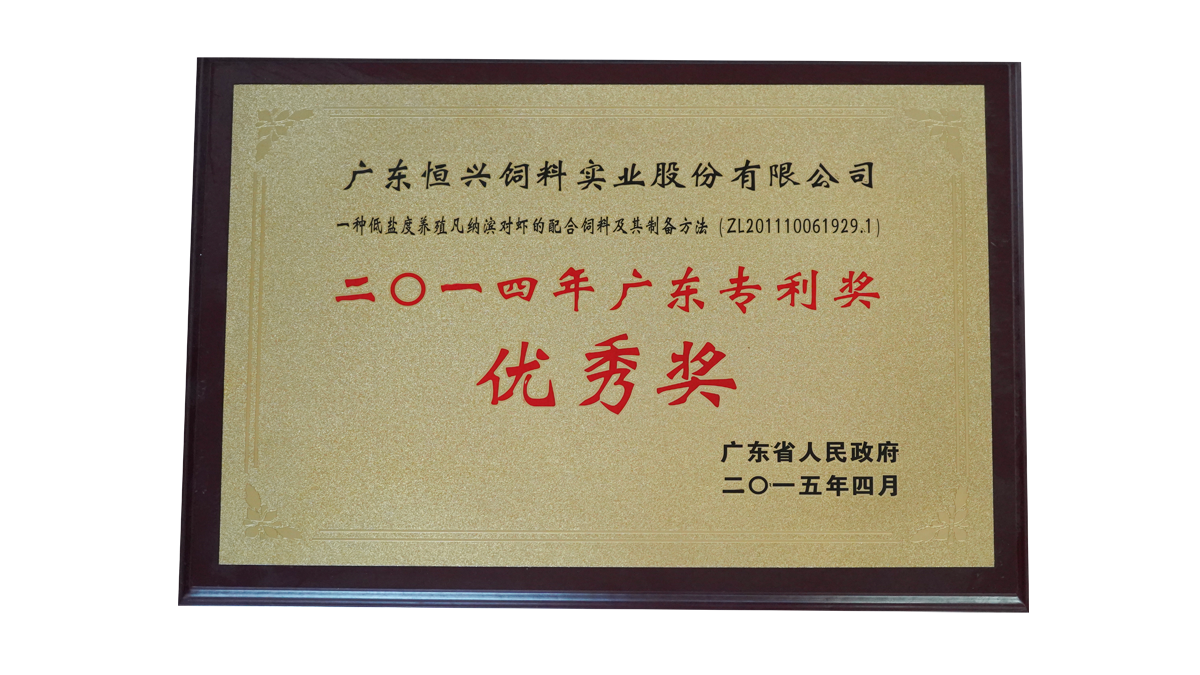 广东恒兴饲料实业股份有限公司
一种低盐度养殖凡纳滨对虾的配合饲料及其制备方法（ZL201110061929.1）
二〇一四年广东专利奖
优秀奖
广东省人民政府
二〇一五年四月